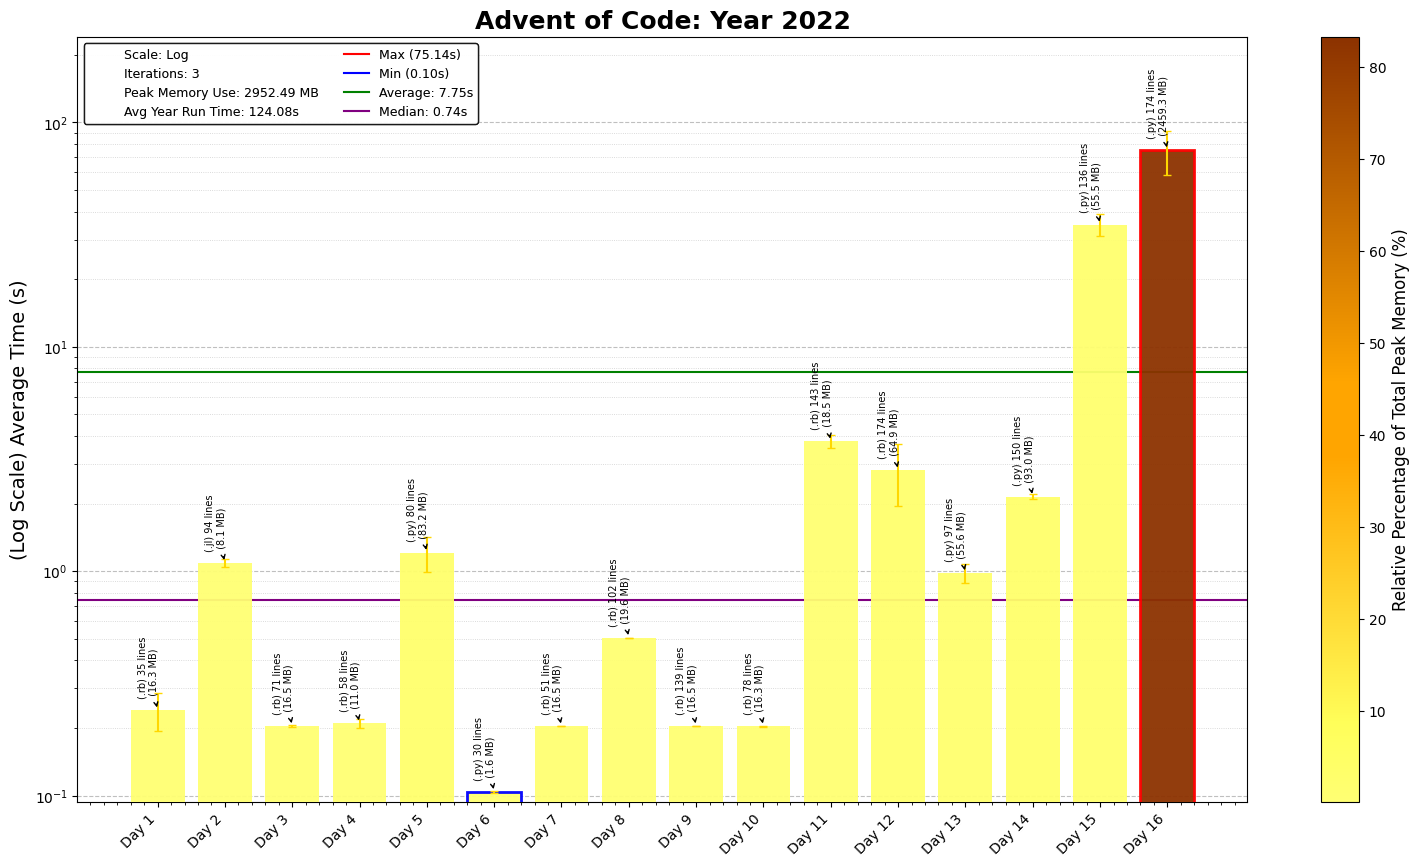 Advent of Code: Year 2022
Scale: Log
Iterations: 3
Peak Memory Use: 2952.49 MB
Avg Year Run Time: 124.08s
Max (75.14s)
Min (0.10s)
Average: 7.75s
Median: 0.74s
(Log Scale) Average Time (s)
10²
10¹
10⁰
10⁻¹
(.rb) 35 lines
(16.3 MB)
(.jl) 94 lines
(8.1 MB)
(.rb) 71 lines
(16.5 MB)
(.rb) 58 lines
(11.0 MB)
(.py) 80 lines
(83.2 MB)
(.py) 30 lines
(1.6 MB)
(.rb) 51 lines
(16.5 MB)
(.rb) 102 lines
(19.6 MB)
(.rb) 139 lines
(16.5 MB)
(.rb) 78 lines
(16.3 MB)
(.rb) 143 lines
(18.5 MB)
(.rb) 174 lines
(64.9 MB)
(.py) 97 lines
(55.6 MB)
(.py) 150 lines
(93.0 MB)
(.py) 136 lines
(55.5 MB)
(.py) 174 lines
(2459.3 MB)
Day 1
Day 2
Day 3
Day 4
Day 5
Day 6
Day 7
Day 8
Day 9
Day 10
Day 11
Day 12
Day 13
Day 14
Day 15
Day 16
80
70
60
50
40
30
20
10
Relative Percentage of Total Peak Memory (%)